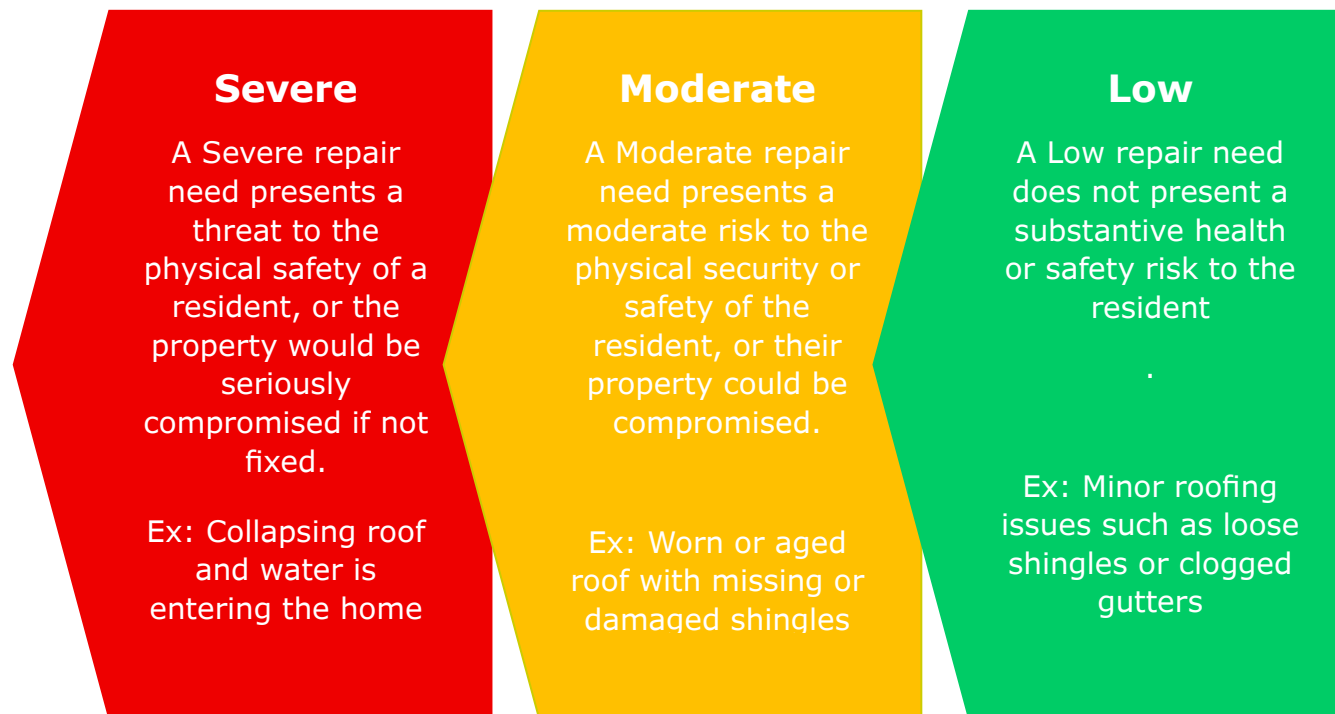 Severe
A Severe repair
need presents a
threat to the
physical safety of a
resident, or the
property would be
seriously
compromised if not
fixed.
Ex: Collapsing roof
and water is
entering the home
Moderate
A Moderate repair
need presents a
moderate risk to the
physical security or
safety of the
resident, or their
property could be
compromised.
Ex: Worn or aged
roof with missing or
damaged shingles
Low
A Low repair need
does not present a
substantive health
or safety risk to the
resident
.
Ex: Minor roofing
issues such as loose
shingles or clogged
gutters